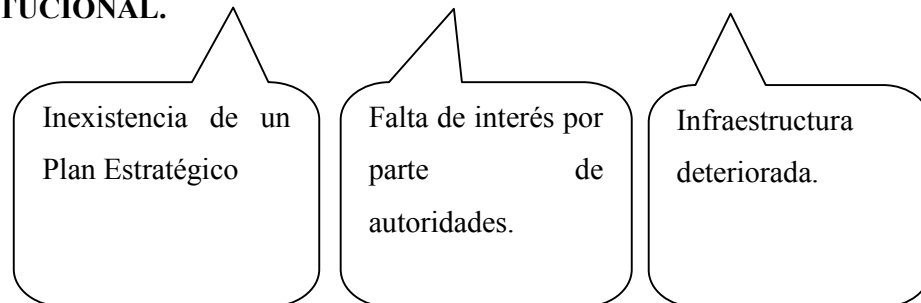 TUCIONAL.
Inexistencia de un
Plan Estratégico
Falta de interés por
parte de
autoridades.
Infraestructura
deteriorada.